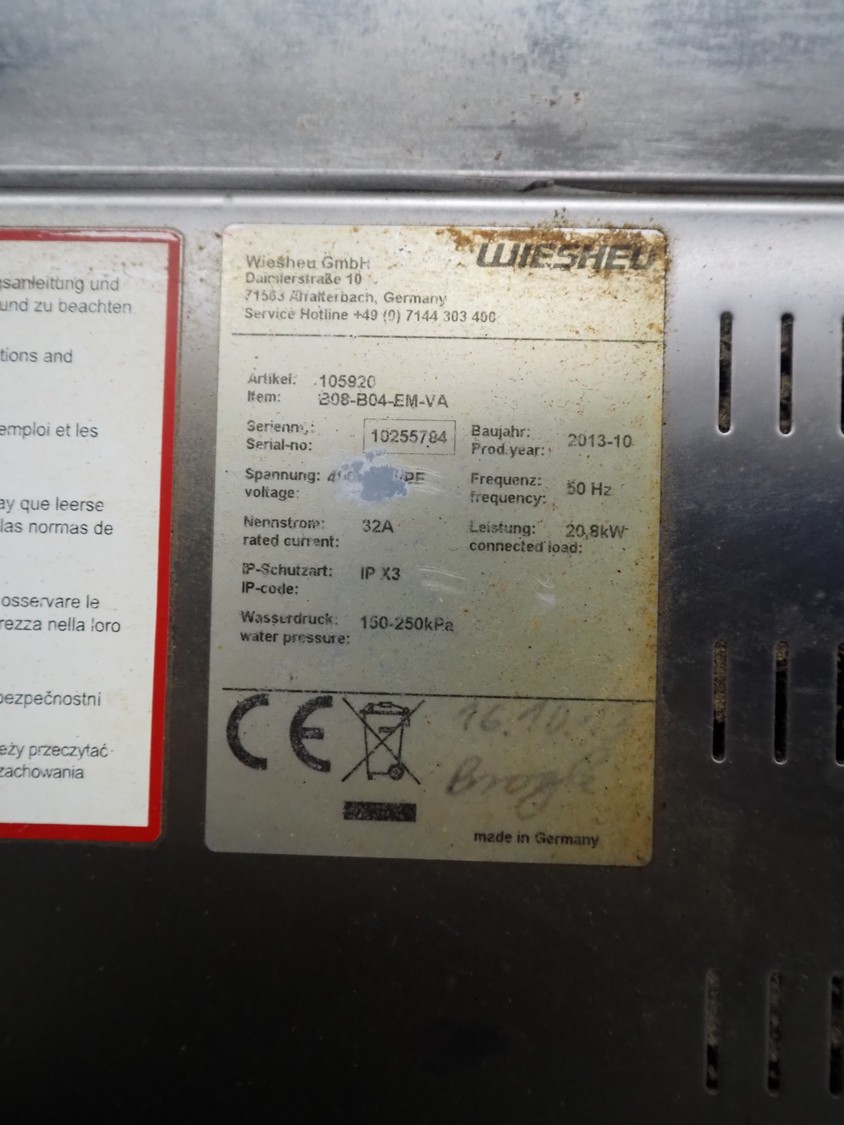 sanleitung und
und zu beachten
tions and
emploi et les
ay que leerse
las normas de
osservare le
rezza nella loro
bezpečnostní
eży przeczytać
zachowania
WIESHEU
Wiesheu GmbH
Daimlerstraße 10
71563 Affalterbach, Germany
Service Hotline +49 (0) 7144 303 400
Artikel: 105920
Item: B08-B04-EM-VA
Seriennr.:
Serial-no: 10255784
Baujahr:
Prod.year: 2013-10
Spannung:
voltage:
Frequenz:
frequency: 50 Hz
Nennstrom:
rated current: 32A
Leistung: 20,8kW
connected load:
IP-Schutzart:
IP-code: IP X3
Wasserdruck:
water pressure: 150-250kPa
CE
16.10.
made in Germany